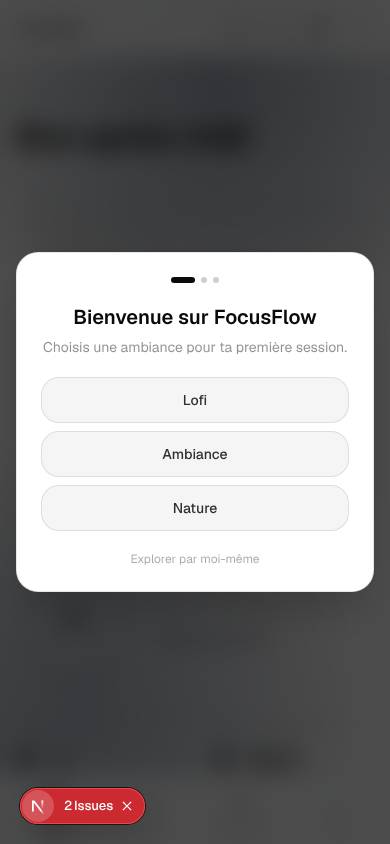 Bienvenue sur FocusFlow
Choisis une ambiance pour ta première session.
Lofi
Ambiance
Nature
Explorer par moi-même
N 2 Issues